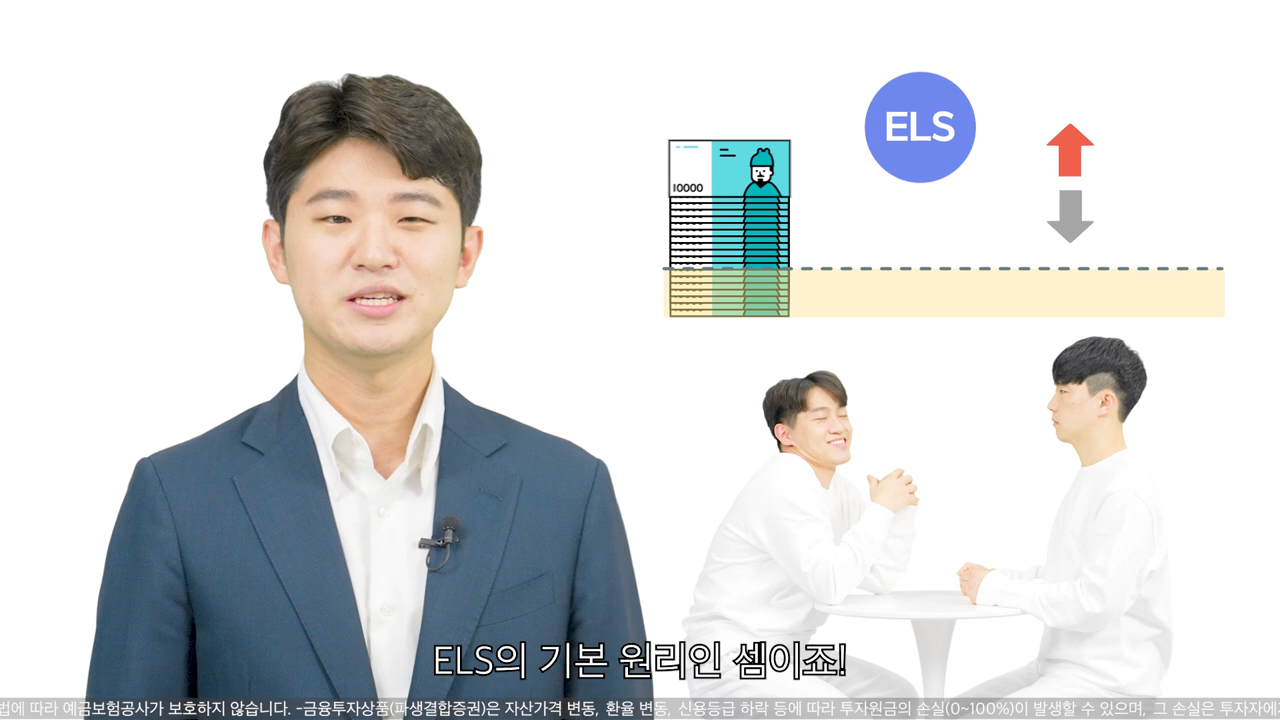 ELS
10000
ELS의 기본 원리인 셈이죠!
법에 따라 예금보험공사가 보호하지 않습니다. -금융투자상품(파생결합증권)은 자산가격 변동, 환율 변동, 신용등급 하락 등에 따라 투자원금의 손실(0~100%)이 발생할 수 있으며, 그 손실은 투자자에